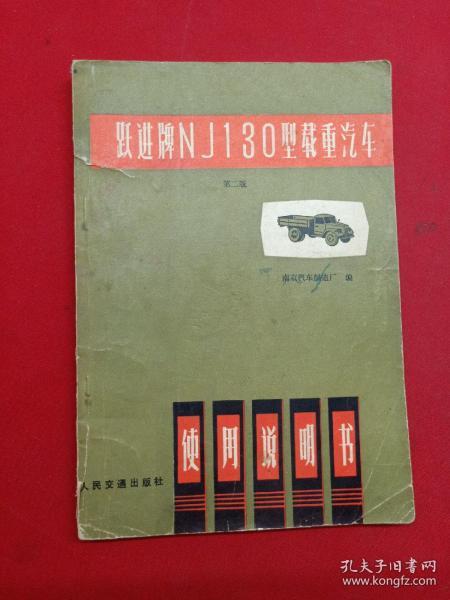 跃进牌NJ130型载重汽车
第二版
南京汽车制造厂 编
使用说明书
人民交通出版社
孔夫子旧书网
www.kongfz.com